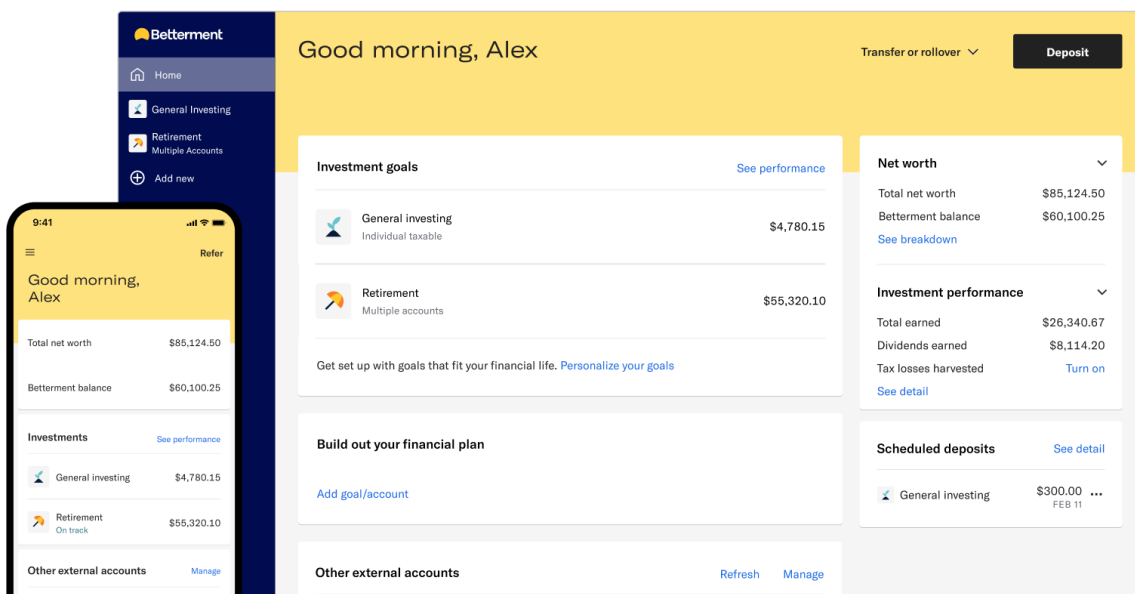 Betterment
Home
General Investing
Retirement
Multiple Accounts
Add new
Good morning, Alex
Transfer or rollover
Deposit
Investment goals
See performance
General investing
Individual taxable
$4,780.15
Retirement
Multiple accounts
$55,320.10
Get set up with goals that fit your financial life. Personalize your goals
Build out your financial plan
Add goal/account
Other external accounts
Refresh
Manage
Net worth
Total net worth
$85,124.50
Betterment balance
$60,100.25
See breakdown
Investment performance
Total earned
$26,340.67
Dividends earned
$8,114.20
Tax losses harvested
Turn on
See detail
Scheduled deposits
See detail
General investing
$300.00
FEB 11
9:41
Refer
Good morning,
Alex
Total net worth
$85,124.50
Betterment balance
$60,100.25
Investments
See performance
General investing
$4,780.15
Retirement
On track
$55,320.10
Other external accounts
Manage